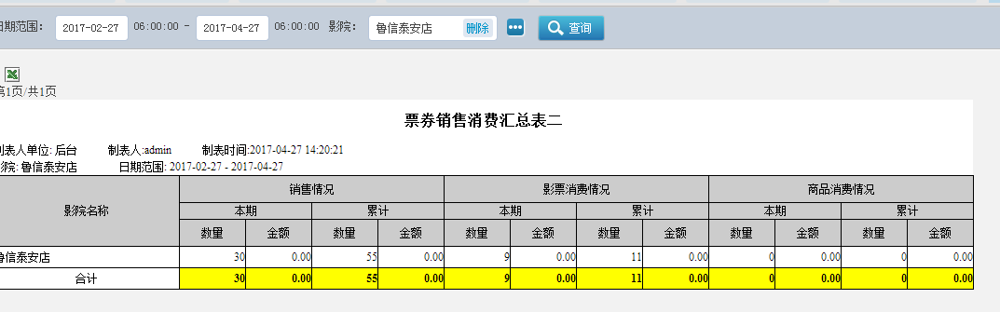 日期范围: 2017-02-27 06:00:00 - 2017-04-27 06:00:00 影院: 鲁信泰安店 删除 ••• 查询
第1页/共1页
票券销售消费汇总表二
制表人单位: 后台 制表人:admin 制表时间:2017-04-27 14:20:21
影院: 鲁信泰安店 日期范围: 2017-02-27 - 2017-04-27
影院名称 销售情况 影票消费情况 商品消费情况
本期 累计 本期 累计 本期 累计
数量 金额 数量 金额 数量 金额 数量 金额 数量 金额 数量 金额
鲁信泰安店 30 0.00 55 0.00 9 0.00 11 0.00 0 0.00 0 0.00
合计 30 0.00 55 0.00 9 0.00 11 0.00 0 0.00 0 0.00